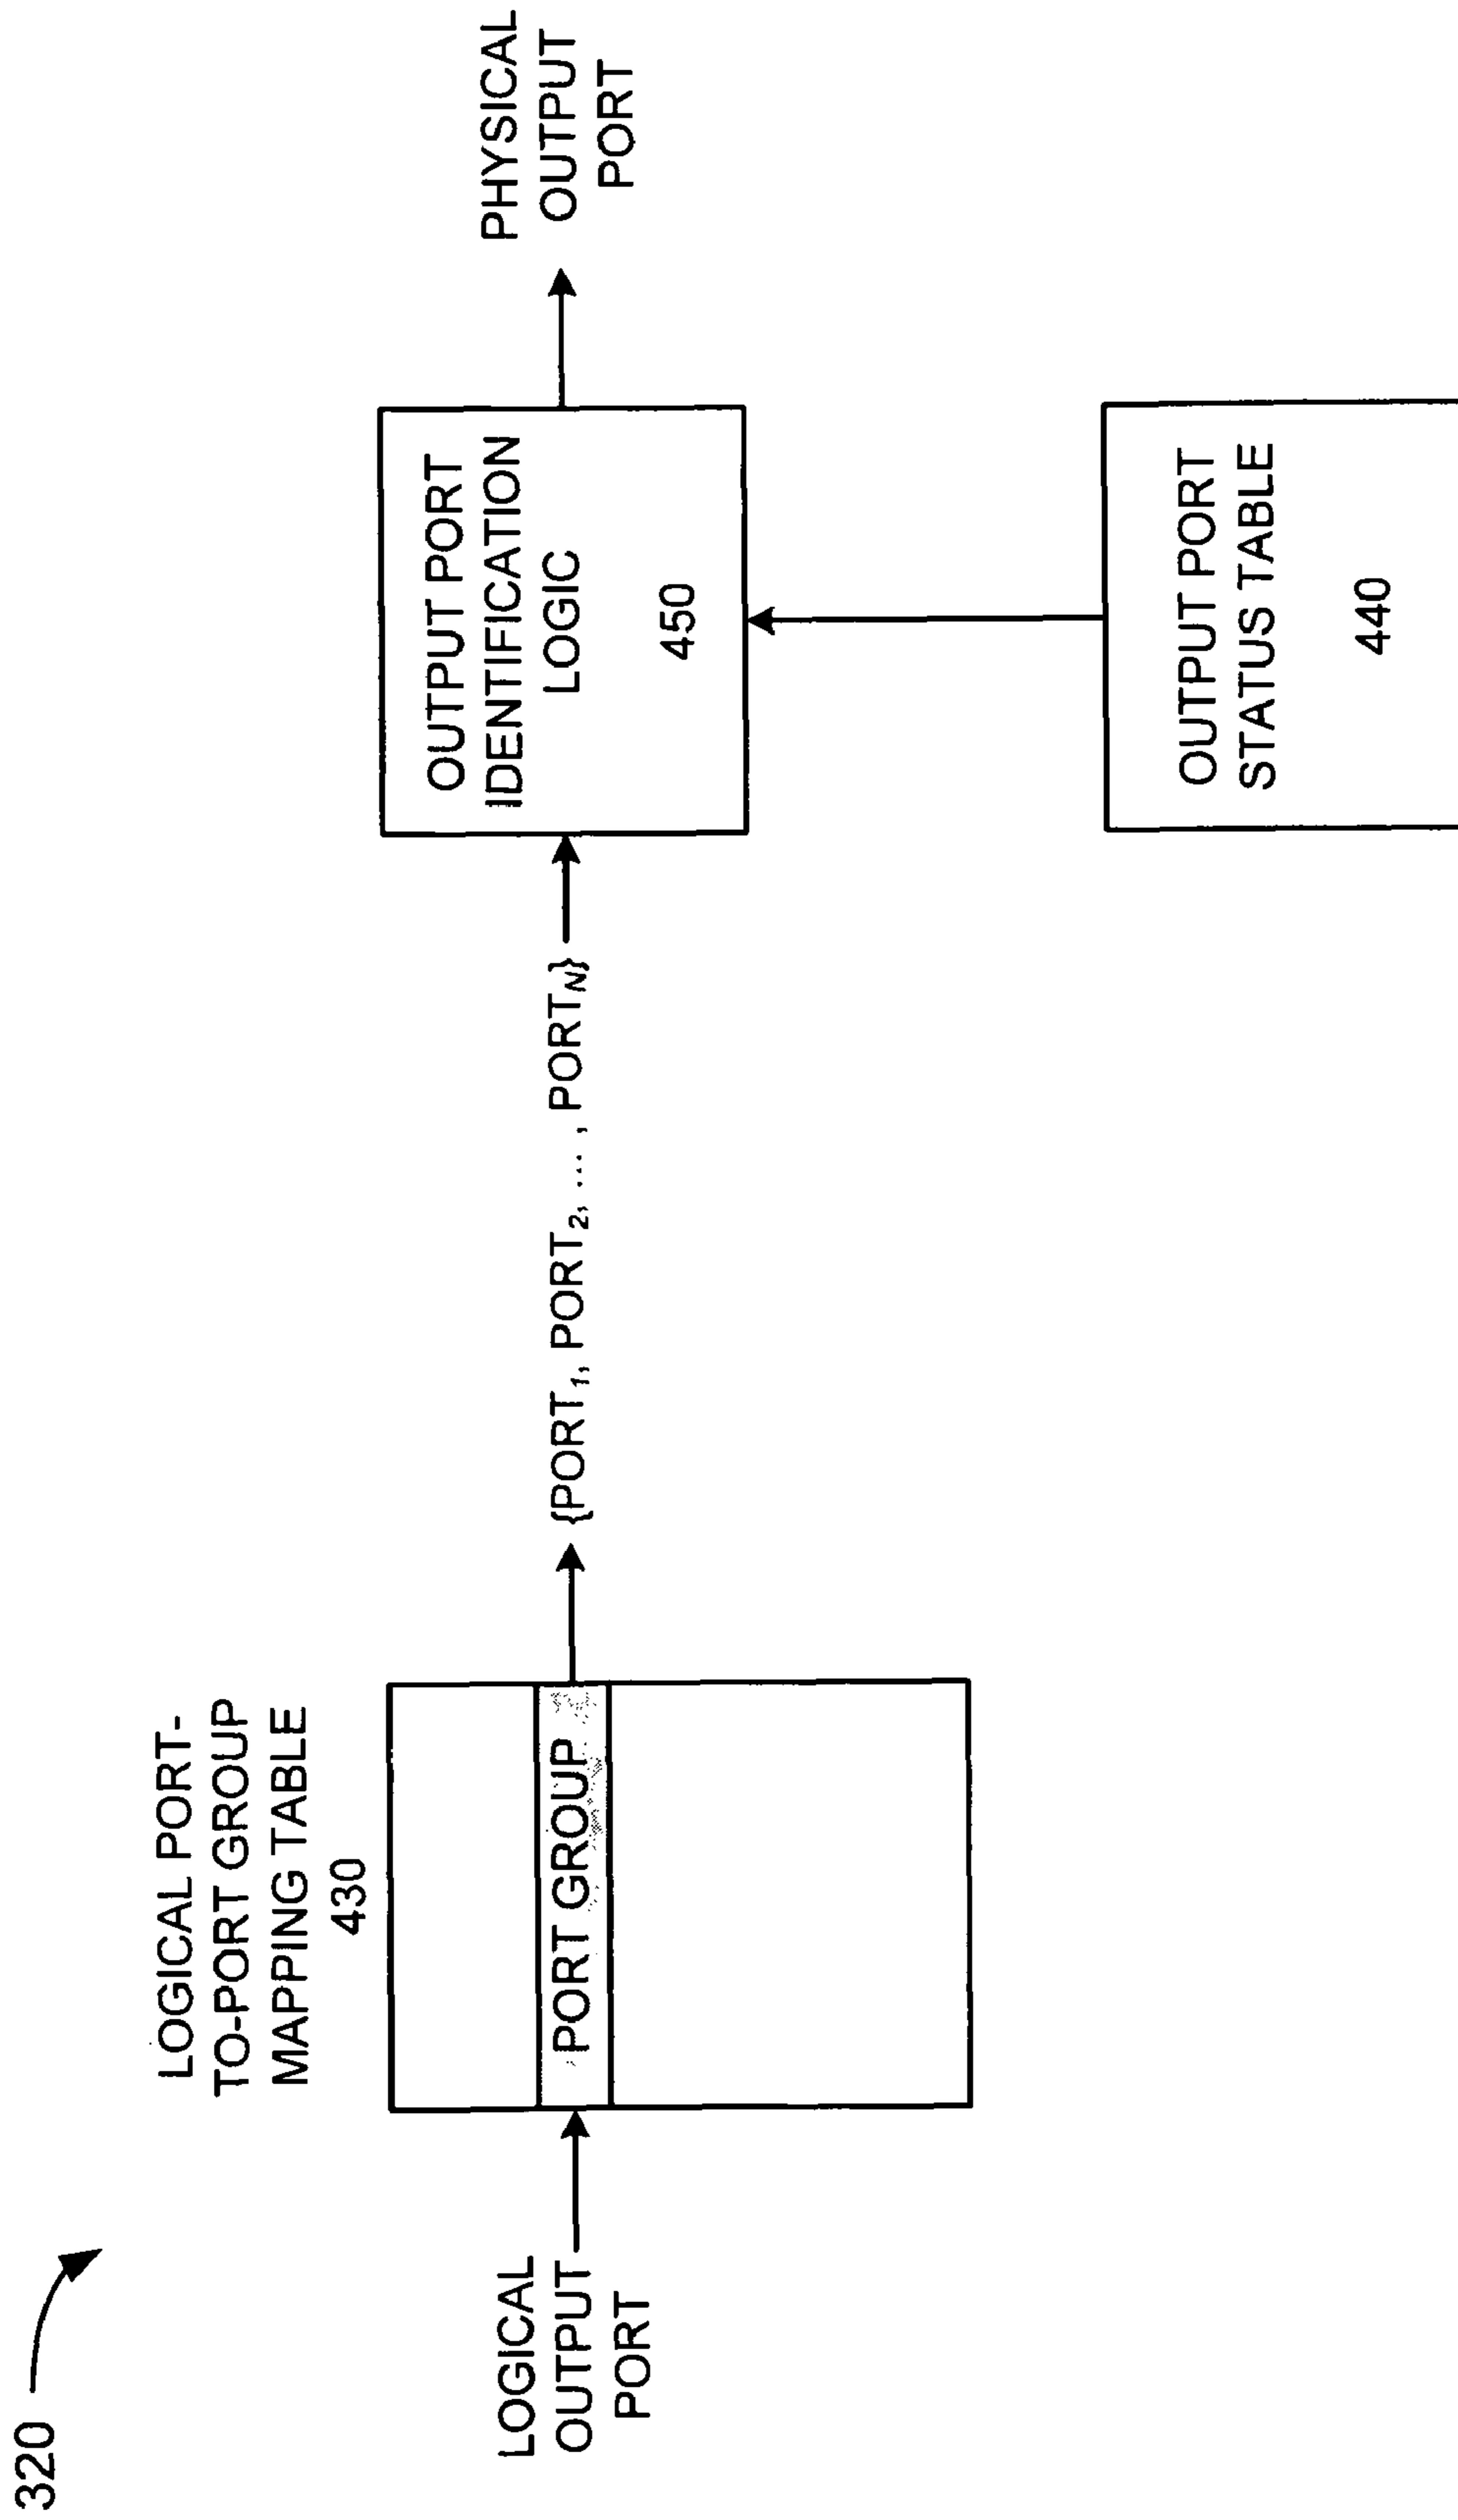 320
LOGICAL PORT-
TO-PORT GROUP
MAPPING TABLE
430
LOGICAL
OUTPUT
PORT
PORT GROUP
{PORT₁, PORT₂, ... , PORT_N}
OUTPUT PORT
IDENTIFICATION
LOGIC
450
PHYSICAL
OUTPUT
PORT
OUTPUT PORT
STATUS TABLE
440